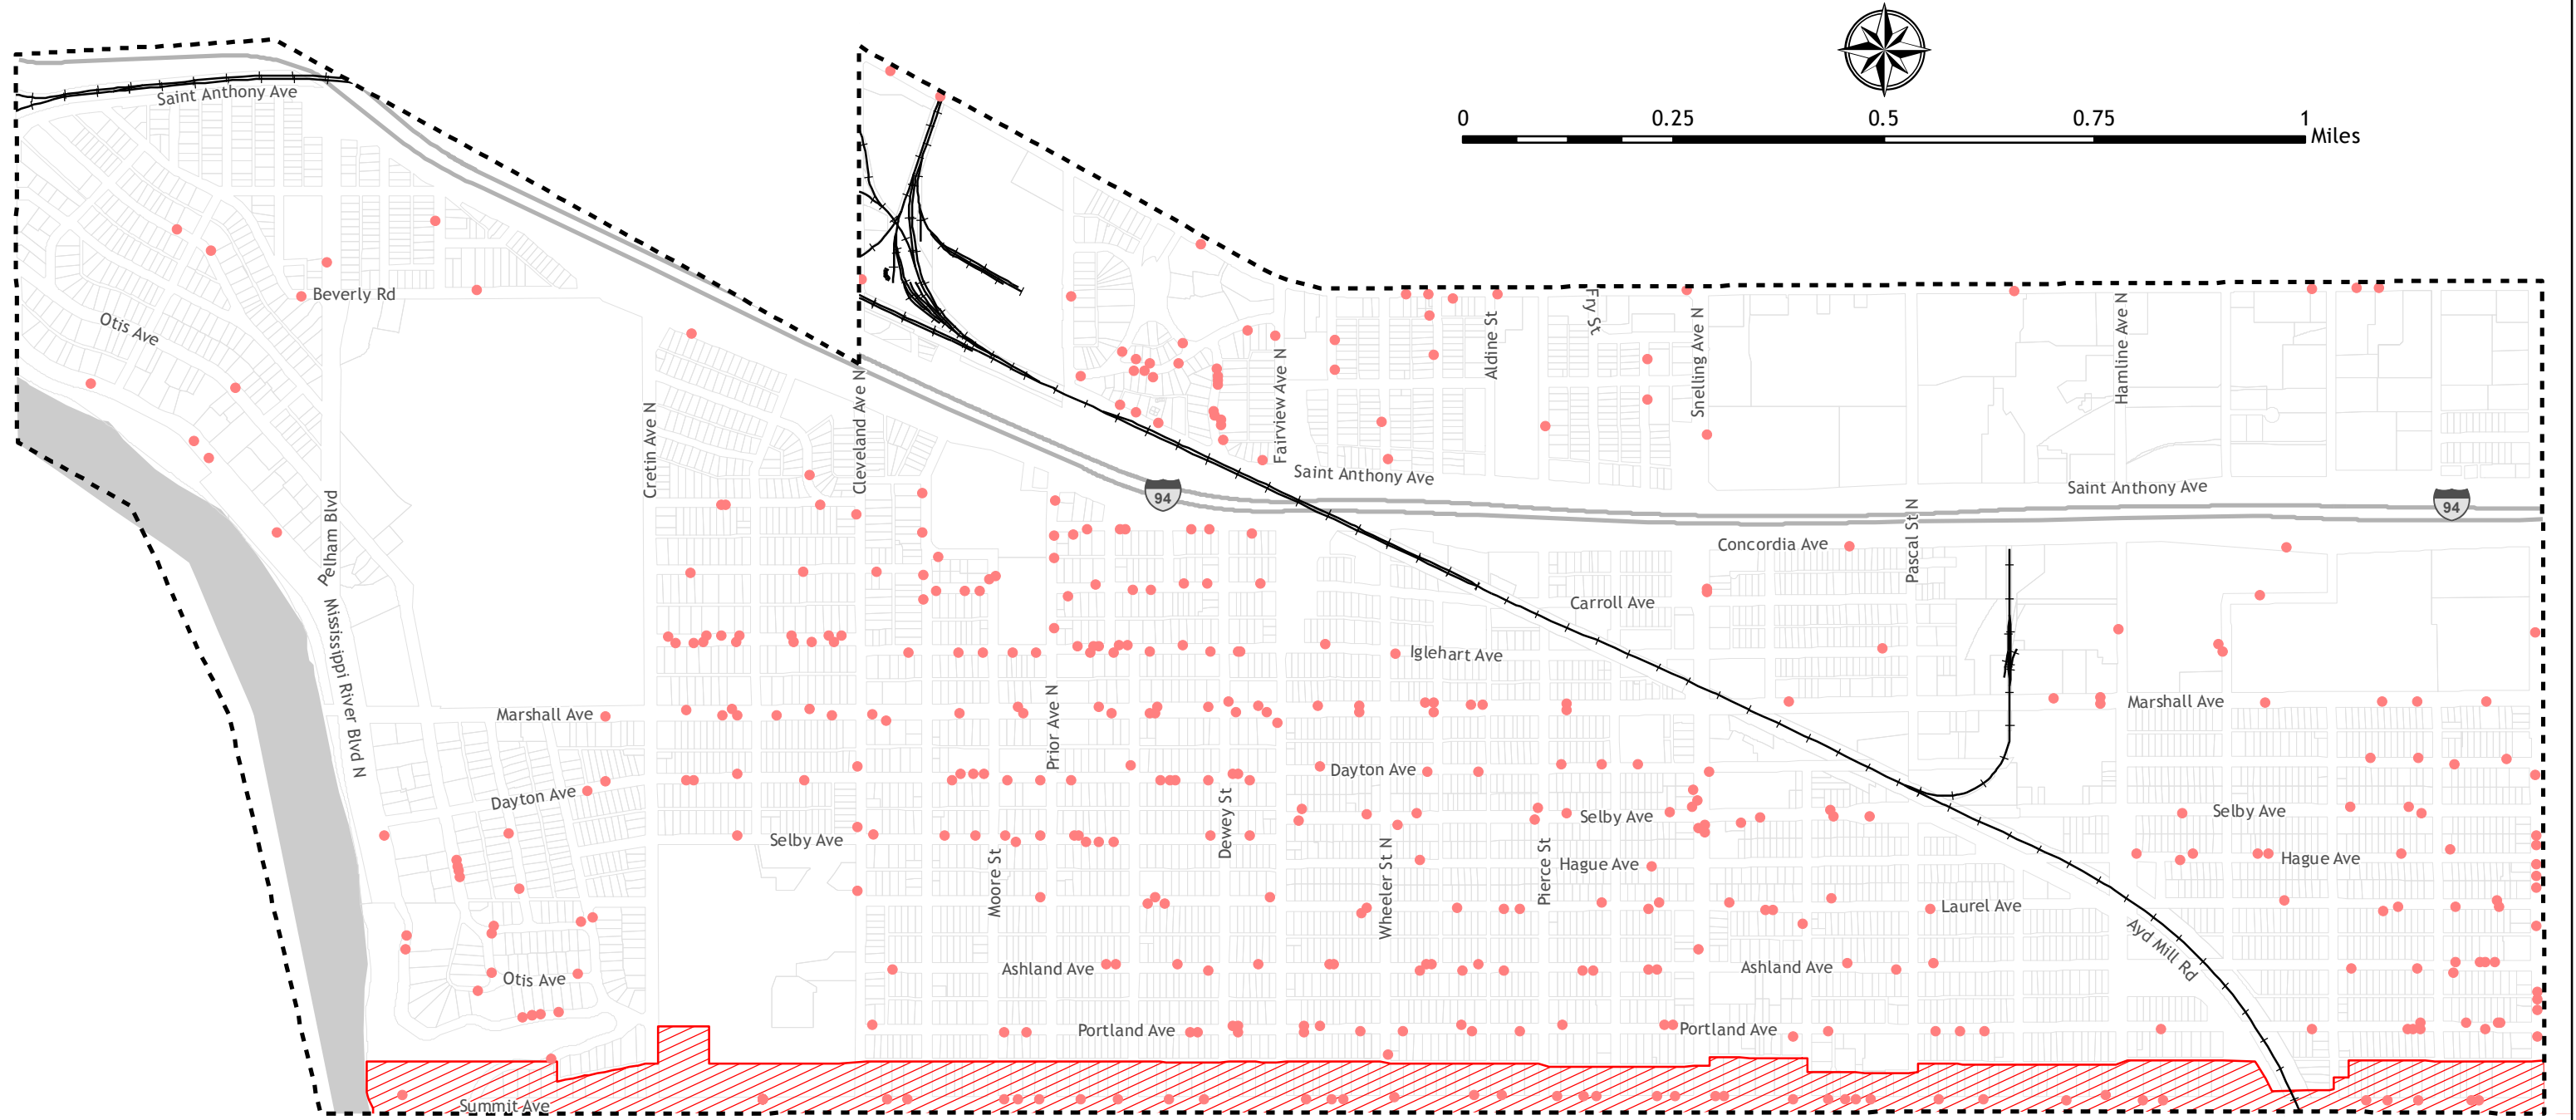 0 0.25 0.5 0.75 1
Miles
Saint Anthony Ave
Beverly Rd
Otis Ave
Fry St
Aldine St
Snelling Ave N
Hamline Ave N
Fairview Ave N
Cleveland Ave N
Cretin Ave N
Saint Anthony Ave
Saint Anthony Ave
94
94
Pelham Blvd
Pascal St N
Concordia Ave
Carroll Ave
Mississippi River Blvd N
Iglehart Ave
Marshall Ave
Prior Ave N
Marshall Ave
Dayton Ave
Dayton Ave
Dewey St
Selby Ave
Selby Ave
Selby Ave
Moore St
Wheeler St N
Pierce St
Hague Ave
Hague Ave
Laurel Ave
Ayd Mill Rd
Otis Ave
Ashland Ave
Ashland Ave
Portland Ave
Portland Ave
Summit Ave